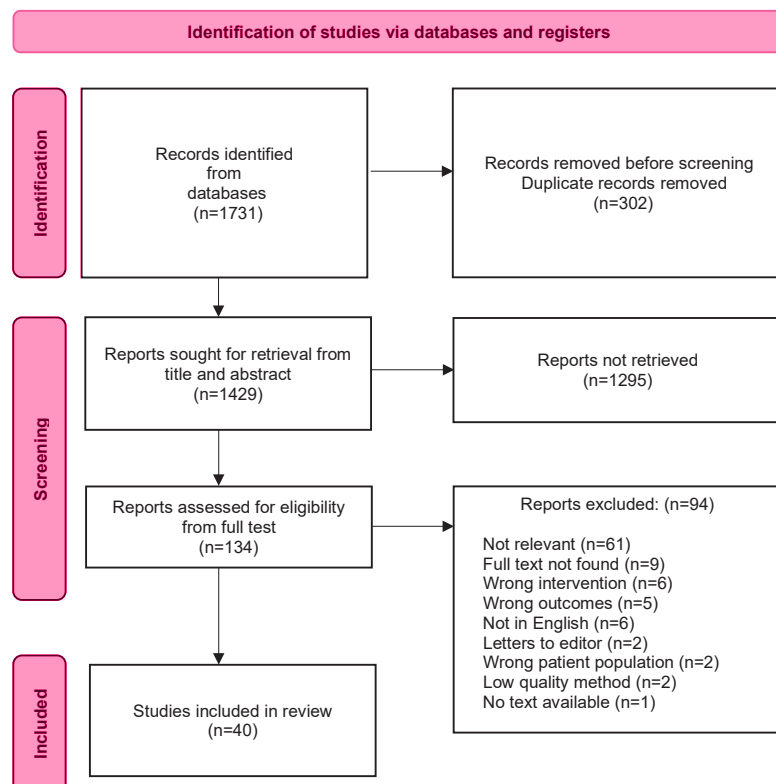 Identification of studies via databases and registers
Identification
Records identified
from
databases
(n=1731)
Records removed before screening
Duplicate records removed
(n=302)
Screening
Reports sought for retrieval from
title and abstract
(n=1429)
Reports not retrieved
(n=1295)
Reports assessed for eligibility
from full test
(n=134)
Reports excluded: (n=94)
Not relevant (n=61)
Full text not found (n=9)
Wrong intervention (n=6)
Wrong outcomes (n=5)
Not in English (n=6)
Letters to editor (n=2)
Wrong patient population (n=2)
Low quality method (n=2)
No text available (n=1)
Included
Studies included in review
(n=40)